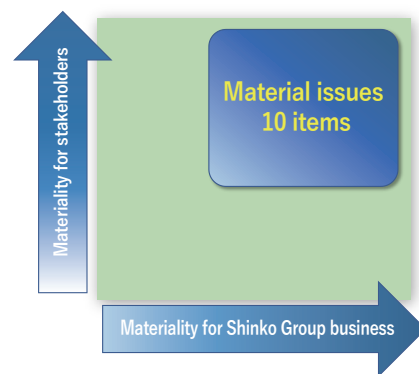 Materiality for stakeholders
Material issues
10 items
Materiality for Shinko Group business